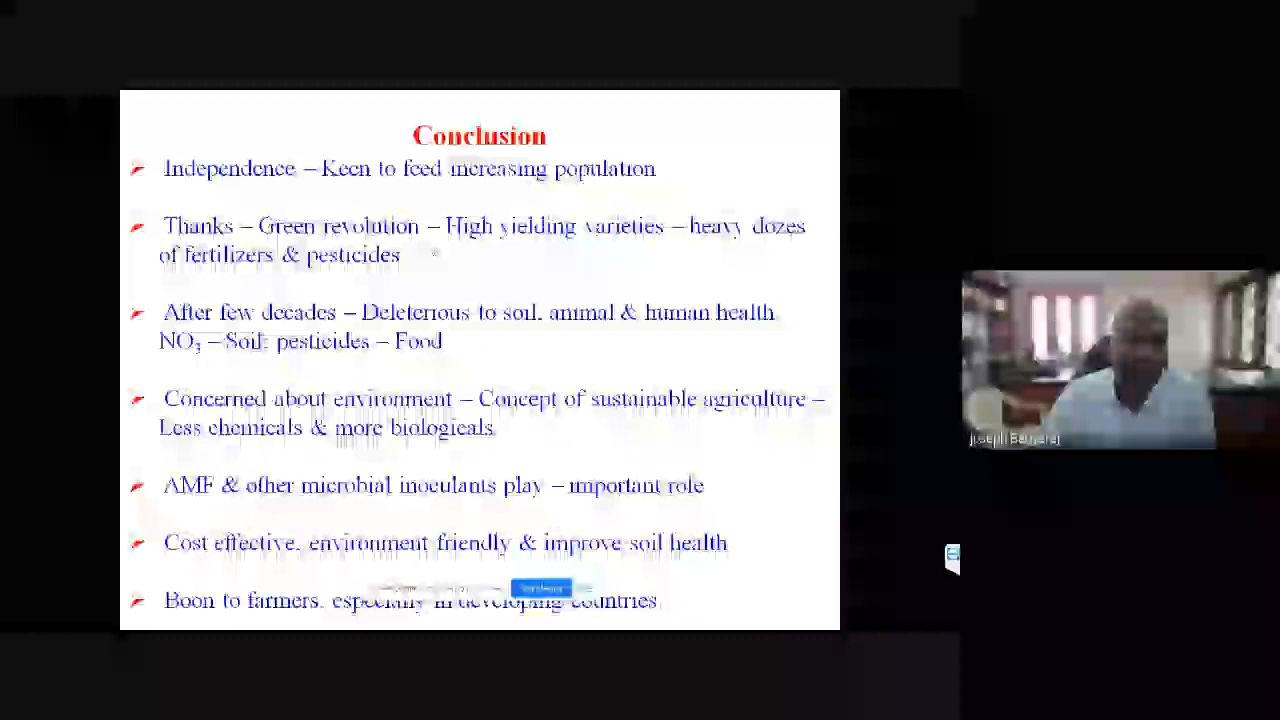 Conclusion
Independence – Keen to feed increasing population
Thanks – Green revolution – High yielding varieties – heavy dozes
of fertilizers & pesticides
After few decades – Deleterious to soil, animal & human health
NO₃ – Soil; pesticides – Food
Concerned about environment – Concept of sustainable agriculture –
Less chemicals & more biologicals
AMF & other microbial inoculants play – important role
Cost effective, environment friendly & improve soil health
Boon to farmers, especially in developing countries
Joseph